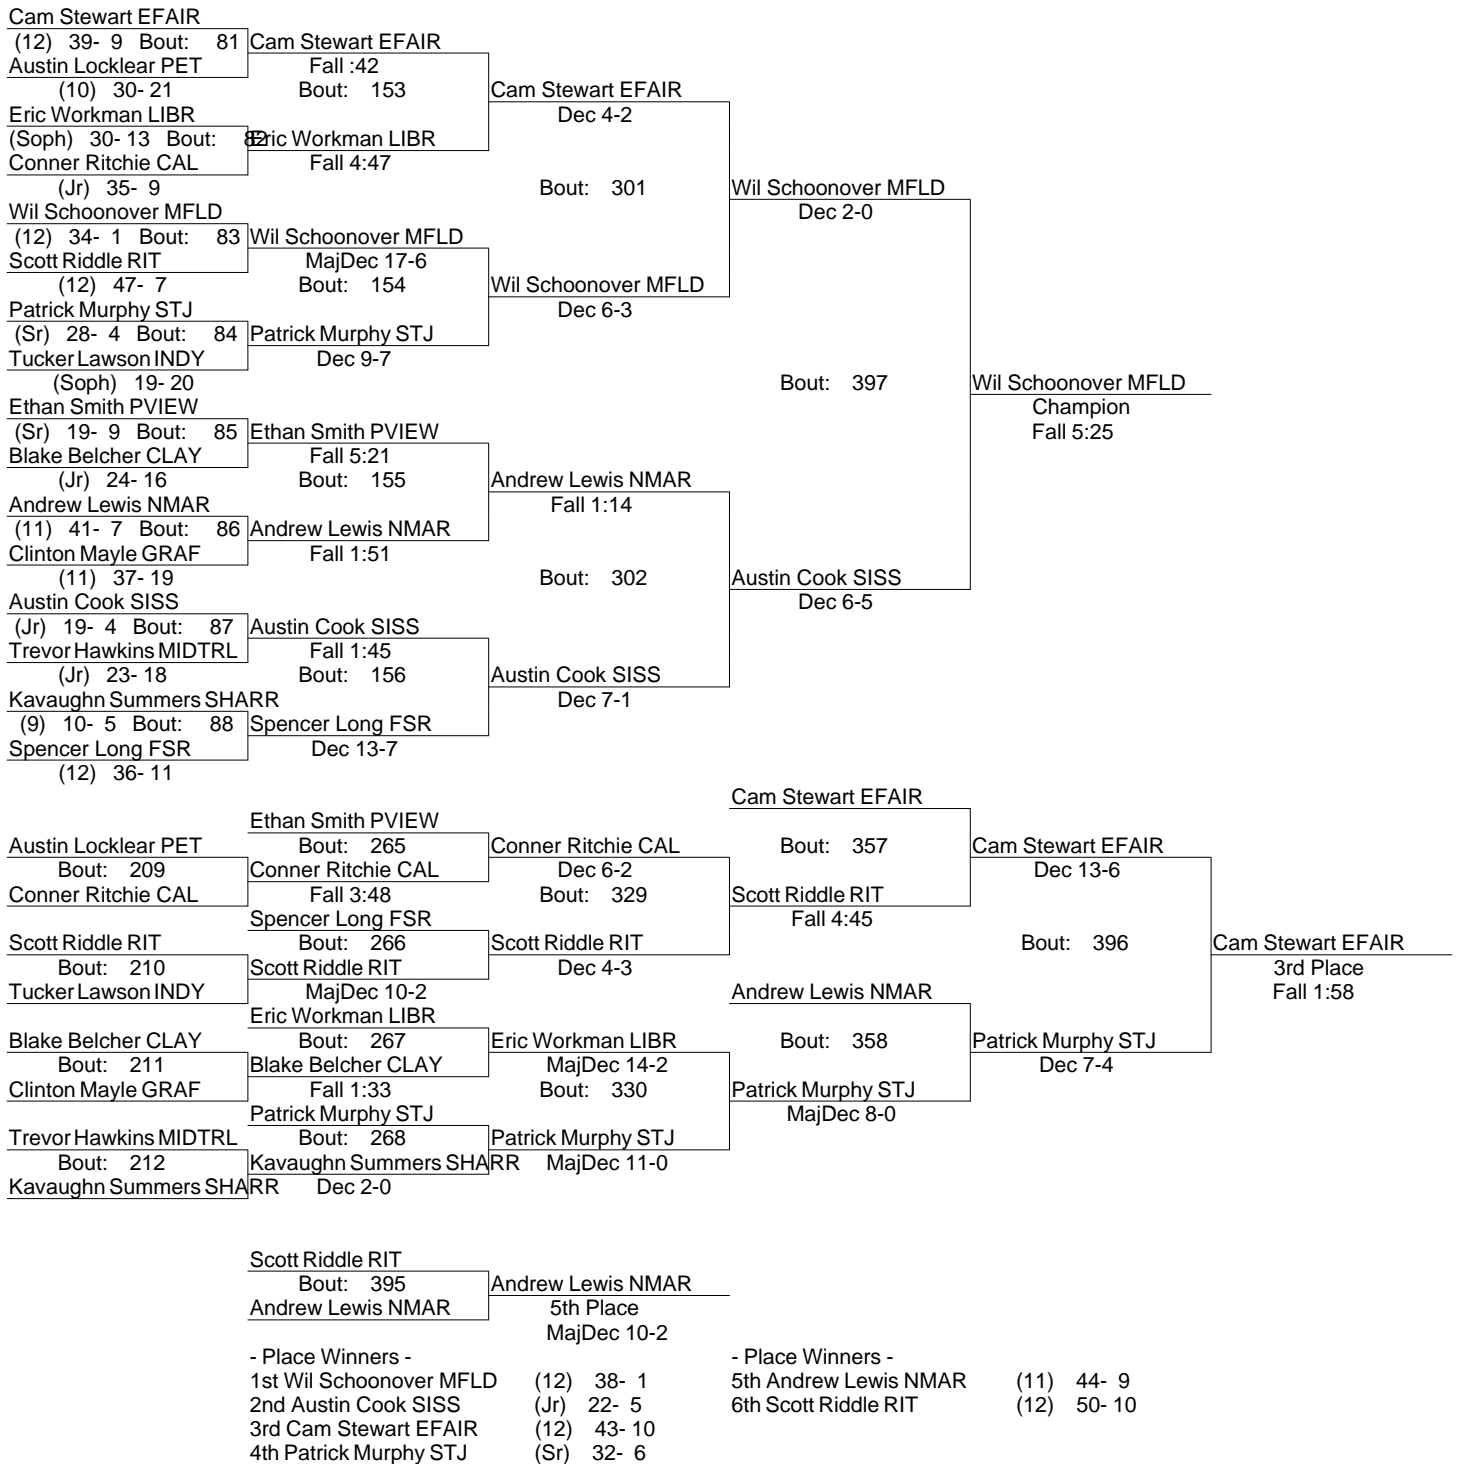 Cam Stewart EFAIR
(12) 39- 9 Bout: 81 Cam Stewart EFAIR
Austin Locklear PET Fall :42
(10) 30- 21 Bout: 153 Cam Stewart EFAIR
Eric Workman LIBR Dec 4-2
(Soph) 30- 13 Bout: 82 Eric Workman LIBR
Conner Ritchie CAL Fall 4:47
(Jr) 35- 9 Bout: 301 Wil Schoonover MFLD
Wil Schoonover MFLD Dec 2-0
(12) 34- 1 Bout: 83 Wil Schoonover MFLD
Scott Riddle RIT MajDec 17-6
(12) 47- 7 Bout: 154 Wil Schoonover MFLD
Patrick Murphy STJ Dec 6-3
(Sr) 28- 4 Bout: 84 Patrick Murphy STJ
Tucker Lawson INDY Dec 9-7
(Soph) 19- 20 Bout: 397 Wil Schoonover MFLD
Ethan Smith PVIEW Champion
(Sr) 19- 9 Bout: 85 Ethan Smith PVIEW Fall 5:25
Blake Belcher CLAY Fall 5:21
(Jr) 24- 16 Bout: 155 Andrew Lewis NMAR
Andrew Lewis NMAR Fall 1:14
(11) 41- 7 Bout: 86 Andrew Lewis NMAR
Clinton Mayle GRAF Fall 1:51
(11) 37- 19 Bout: 302 Austin Cook SISS
Austin Cook SISS Dec 6-5
(Jr) 19- 4 Bout: 87 Austin Cook SISS
Trevor Hawkins MIDTRL Fall 1:45
(Jr) 23- 18 Bout: 156 Austin Cook SISS
Kavaughn Summers SHARR Dec 7-1
(9) 10- 5 Bout: 88 Spencer Long FSR
Spencer Long FSR Dec 13-7
(12) 36- 11
Cam Stewart EFAIR
Ethan Smith PVIEW
Austin Locklear PET Bout: 265 Conner Ritchie CAL Bout: 357 Cam Stewart EFAIR
Bout: 209 Conner Ritchie CAL Dec 6-2 Dec 13-6
Conner Ritchie CAL Fall 3:48 Bout: 329 Scott Riddle RIT
Spencer Long FSR Fall 4:45
Scott Riddle RIT Bout: 266 Scott Riddle RIT Bout: 396 Cam Stewart EFAIR
Bout: 210 Scott Riddle RIT Dec 4-3 3rd Place
Tucker Lawson INDY MajDec 10-2 Andrew Lewis NMAR Fall 1:58
Eric Workman LIBR
Blake Belcher CLAY Bout: 267 Eric Workman LIBR Bout: 358 Patrick Murphy STJ
Bout: 211 Blake Belcher CLAY MajDec 14-2 Dec 7-4
Clinton Mayle GRAF Fall 1:33 Bout: 330 Patrick Murphy STJ
Patrick Murphy STJ MajDec 8-0
Trevor Hawkins MIDTRL Bout: 268 Patrick Murphy STJ
Bout: 212 Kavaughn Summers SHARR MajDec 11-0
Kavaughn Summers SHARR Dec 2-0
Scott Riddle RIT
Bout: 395 Andrew Lewis NMAR
Andrew Lewis NMAR 5th Place
MajDec 10-2
- Place Winners - - Place Winners -
1st Wil Schoonover MFLD (12) 38- 1 5th Andrew Lewis NMAR (11) 44- 9
2nd Austin Cook SISS (Jr) 22- 5 6th Scott Riddle RIT (12) 50- 10
3rd Cam Stewart EFAIR (12) 43- 10
4th Patrick Murphy STJ (Sr) 32- 6